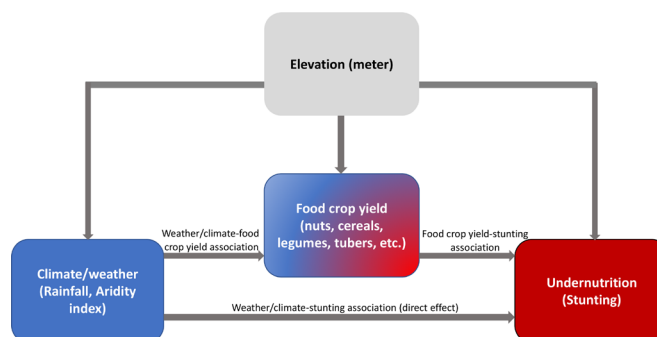 Elevation (meter)
Food crop yield
(nuts, cereals,
legumes, tubers, etc.)
Weather/climate-food
crop yield association
Food crop yield-stunting
association
Climate/weather
(Rainfall, Aridity
index)
Undernutrition
(Stunting)
Weather/climate-stunting association (direct effect)